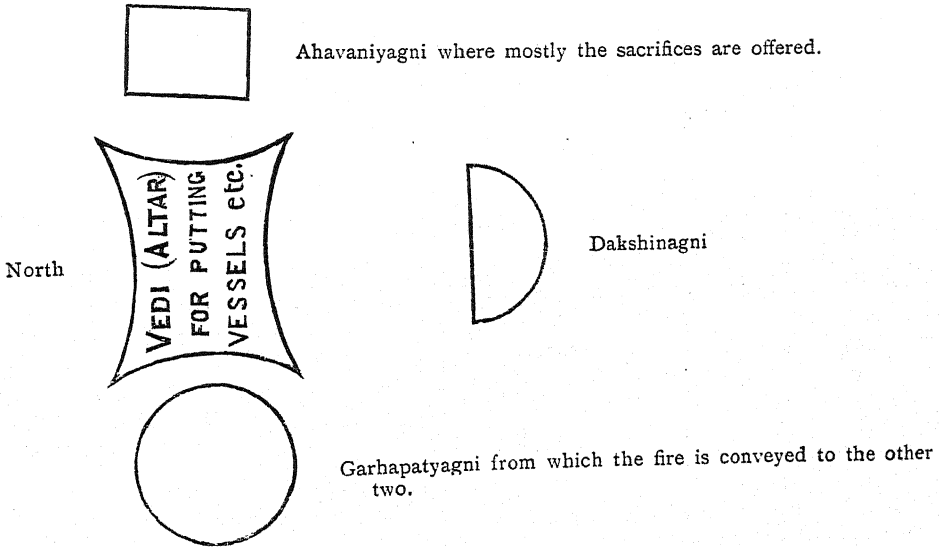 Ahavaniyagni where mostly the sacrifices are offered.
VEDI (ALTAR)
FOR PUTTING
VESSELS etc.
North
Dakshinagni
Garhapatyagni from which the fire is conveyed to the other
two.